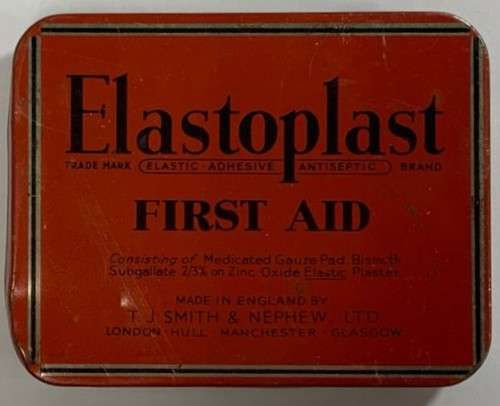 Elastoplast
TRADE MARK ELASTIC-ADHESIVE ANTISEPTIC BRAND
FIRST AID
Consisting of Medicated Gauze Pad. Bismuth
Subgallate 2/3% on Zinc Oxide Elastic Plaster
MADE IN ENGLAND BY
T. J. SMITH & NEPHEW. LTD
LONDON · HULL · MANCHESTER · GLASGOW